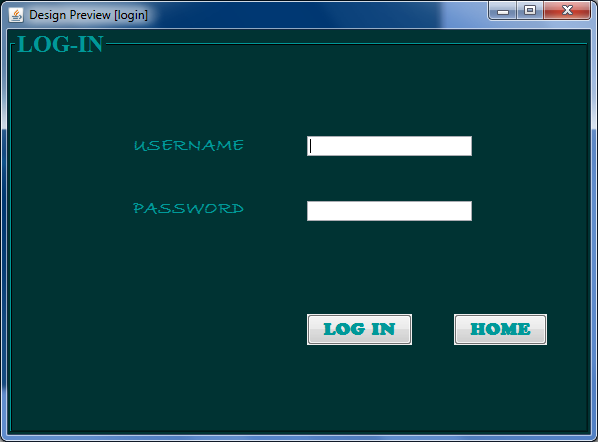 Design Preview [login]
LOG-IN
USERNAME
PASSWORD
LOG IN HOME